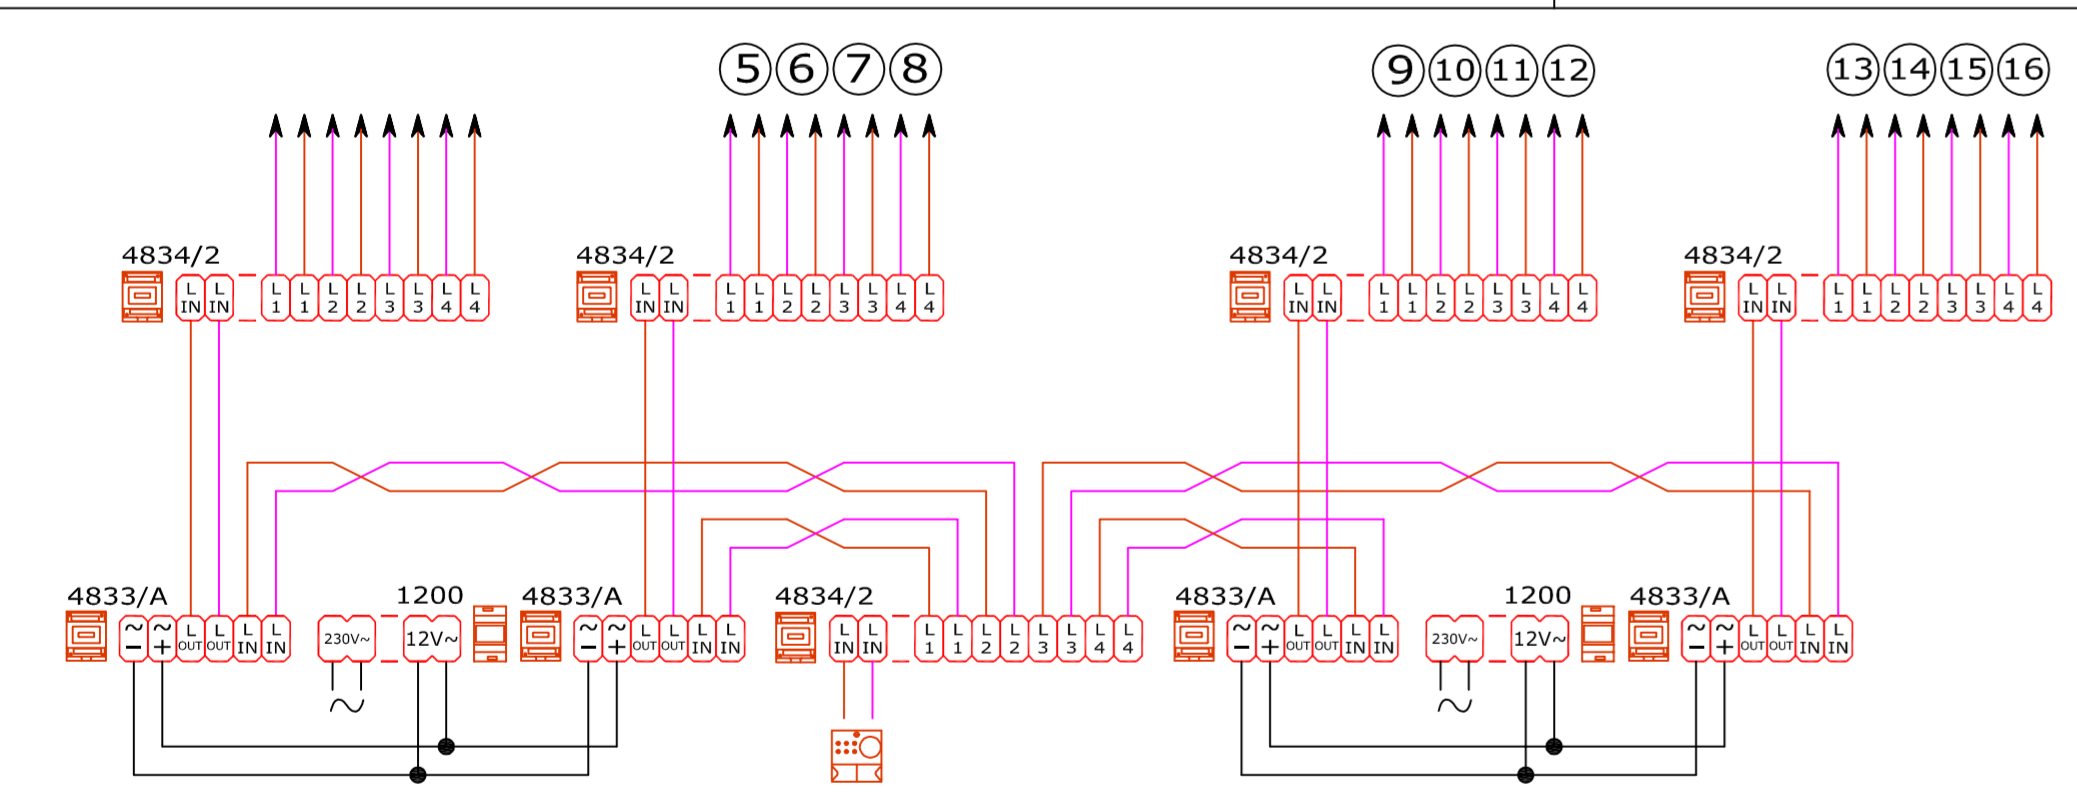 5 6 7 8 9 10 11 12 13 14 15 16
4834/2 4834/2 4834/2 4834/2
L L L L L L L L L L L L L L L L L L L L L L L L L L L L L L L L L L L L L L L L
IN IN 1 1 2 2 3 3 4 4 IN IN 1 1 2 2 3 3 4 4 IN IN 1 1 2 2 3 3 4 4 IN IN 1 1 2 2 3 3 4 4
4833/A 1200 4833/A 4834/2 4833/A 1200 4833/A
~ ~ L L L L 230V~ 12V~ ~ ~ L L L L L L L L L L L L L L ~ ~ L L L L 230V~ 12V~ ~ ~ L L L L
− + OUT OUT IN IN − + OUT OUT IN IN IN IN 1 1 2 2 3 3 4 4 − + OUT OUT IN IN − + OUT OUT IN IN
~ ~